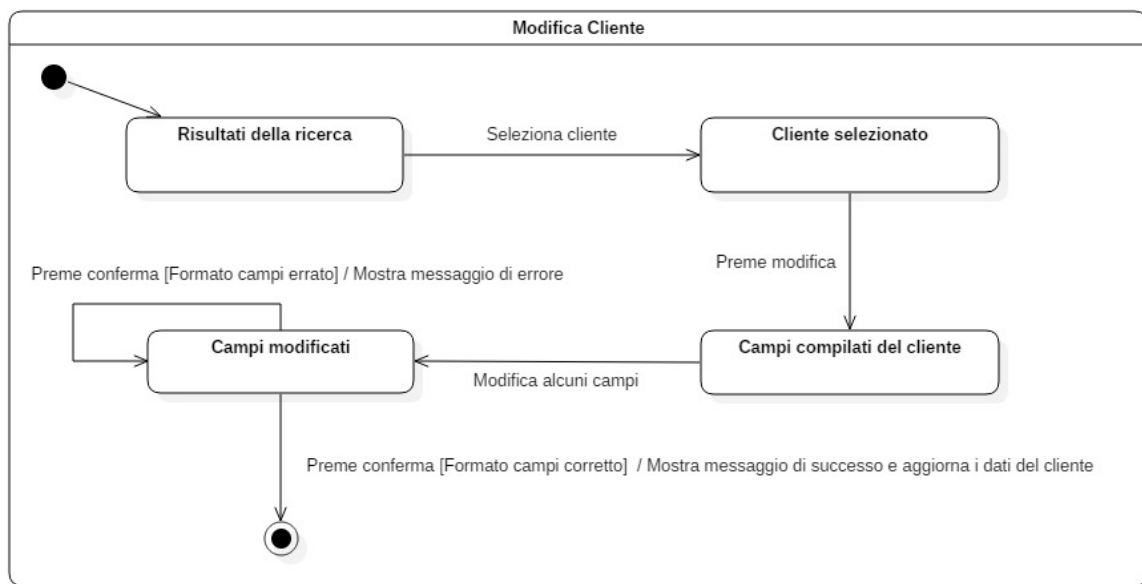 Modifica Cliente
Risultati della ricerca
Seleziona cliente
Cliente selezionato
Preme modifica
Preme conferma [Formato campi errato] / Mostra messaggio di errore
Campi modificati
Campi compilati del cliente
Modifica alcuni campi
Preme conferma [Formato campi corretto]  / Mostra messaggio di successo e aggiorna i dati del cliente